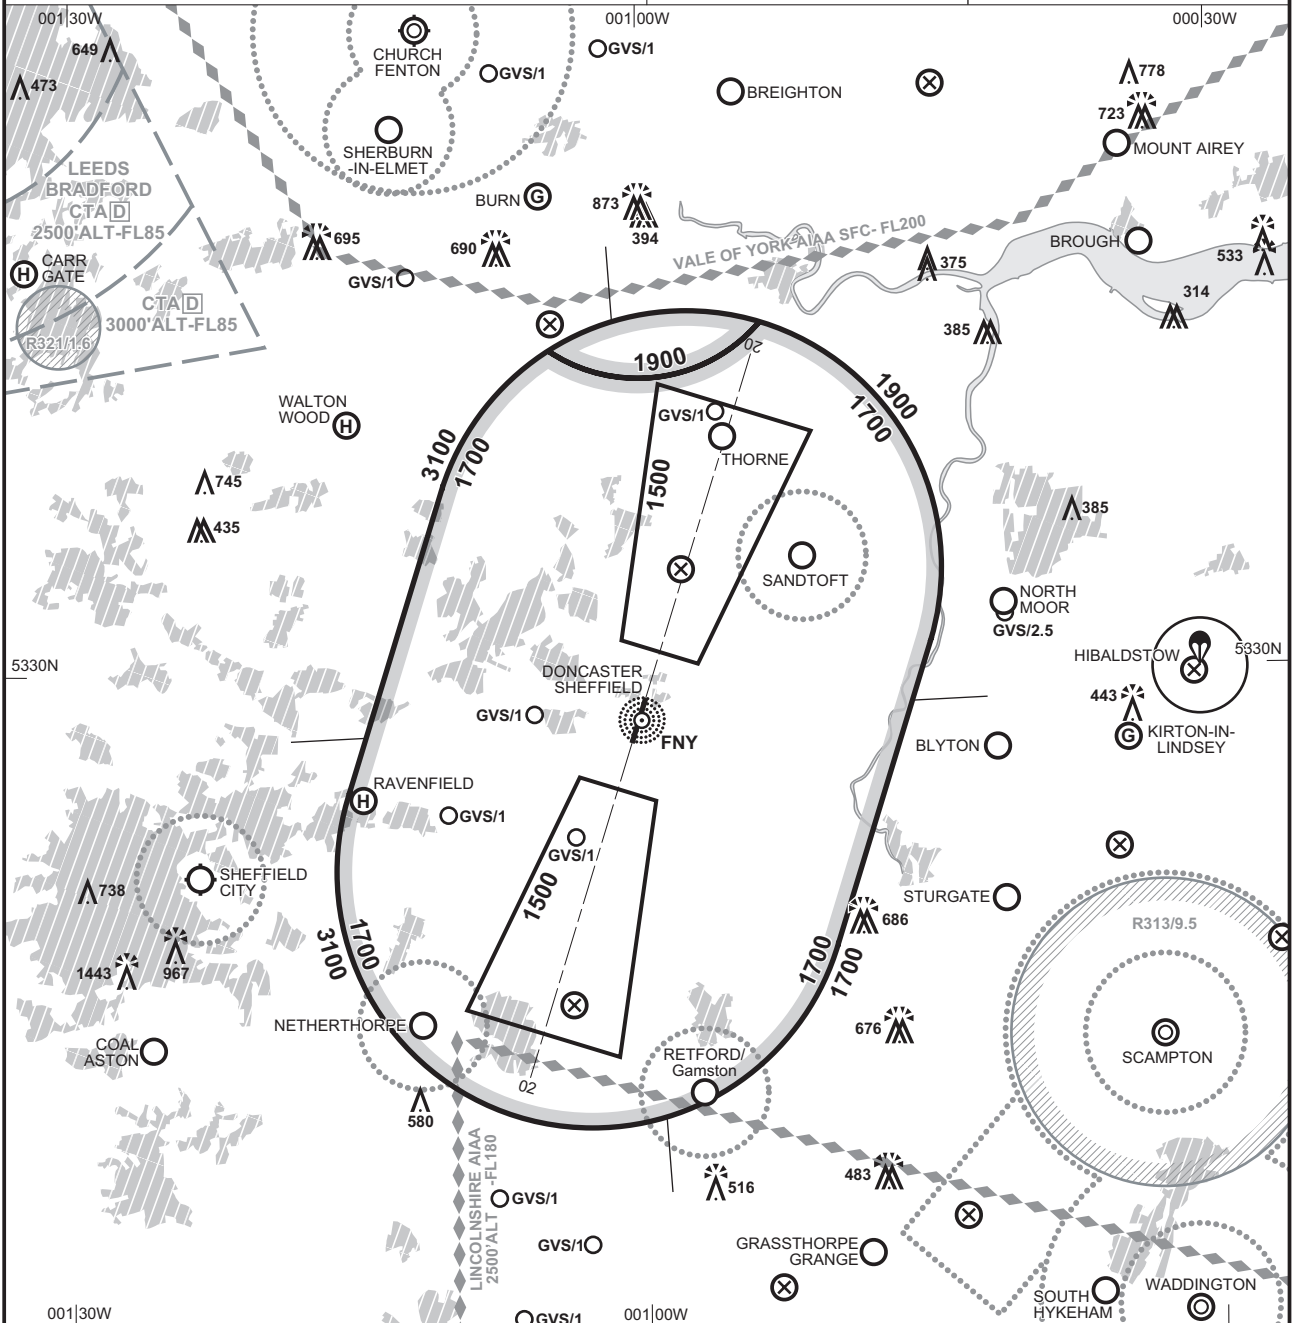 001'30W
001'00W
000'30W
649
473
CHURCH
FENTON
GVS/1
GVS/1
BREIGHTON
778
723
MOUNT AIREY
SHERBURN
-IN-ELMET
LEEDS
BRADFORD
CTA D
2500'ALT-FL85
BURN
G
873
394
695
690
VALE OF YORK AIAA SFC- FL200
BROUGH
533
375
314
385
H
CARR
GATE
CTA D
3000'ALT-FL85
R321/1.6
GVS/1
1900
20
1900
1700
WALTON
WOOD
H
3100
1700
GVS/1
THORNE
1500
745
435
385
SANDTOFT
NORTH
MOOR
GVS/2.5
HIBALDSTOW
5330N
5330N
DONCASTER
SHEFFIELD
GVS/1
FNY
443
G
KIRTON-IN-
LINDSEY
BLYTON
RAVENFIELD
H
GVS/1
GVS/1
1500
SHEFFIELD
CITY
738
STURGATE
686
R313/9.5
1443
967
1700
3100
1700
1700
676
NETHERTHORPE
COAL
ASTON
RETFORD/
Gamston
SCAMPTON
02
580
LINCOLNSHIRE AIAA
2500'ALT -FL180
516
483
GVS/1
GVS/1
GRASSTHORPE
GRANGE
SOUTH
HYKEHAM
WADDINGTON
001'30W
001'00W
GVS/1